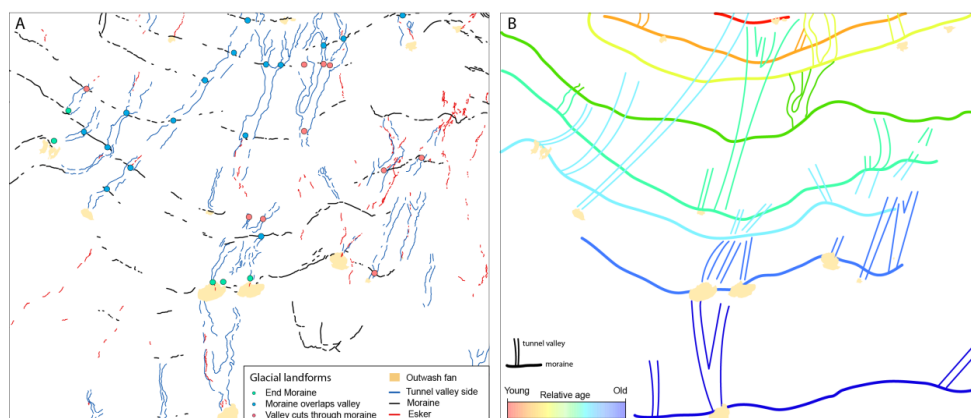 A
Glacial landforms
End Moraine
Moraine overlaps valley
Valley cuts through moraine
Outwash fan
Tunnel valley side
Moraine
Esker
B
tunnel valley
moraine
Young Relative age Old